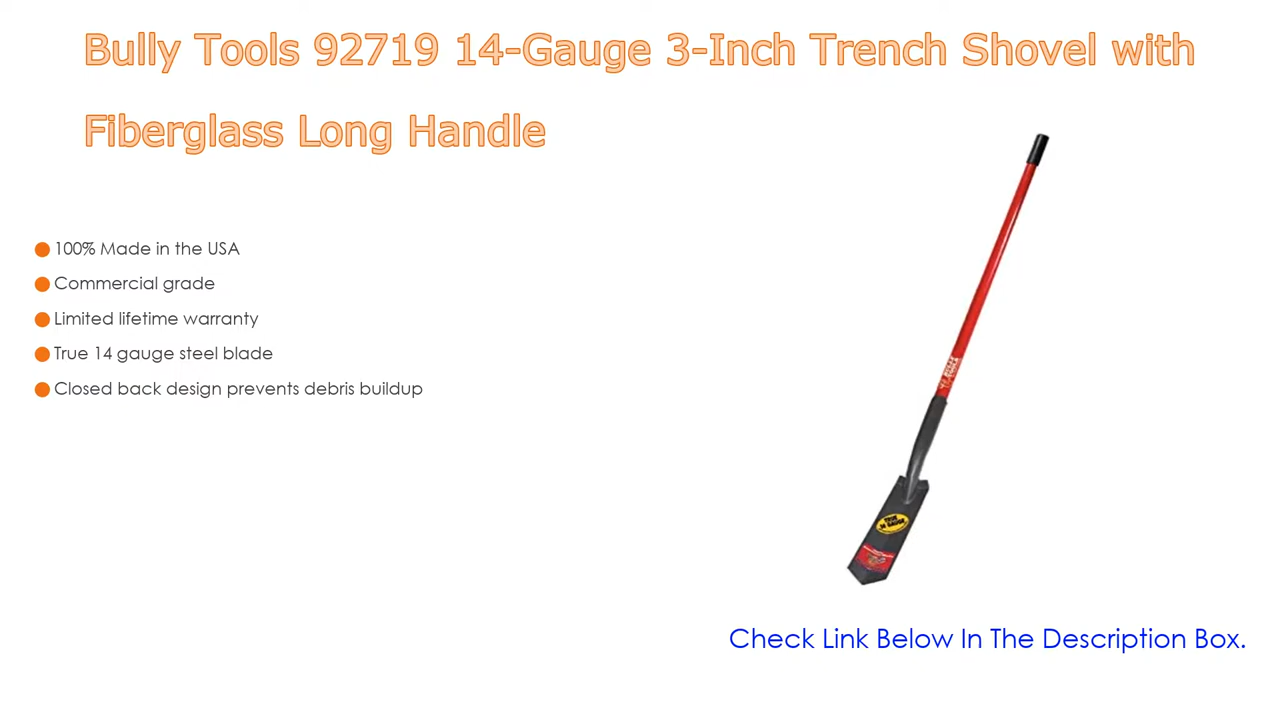 Bully Tools 92719 14-Gauge 3-Inch Trench Shovel with
Fiberglass Long Handle
100% Made in the USA
Commercial grade
Limited lifetime warranty
True 14 gauge steel blade
Closed back design prevents debris buildup
Check Link Below In The Description Box.